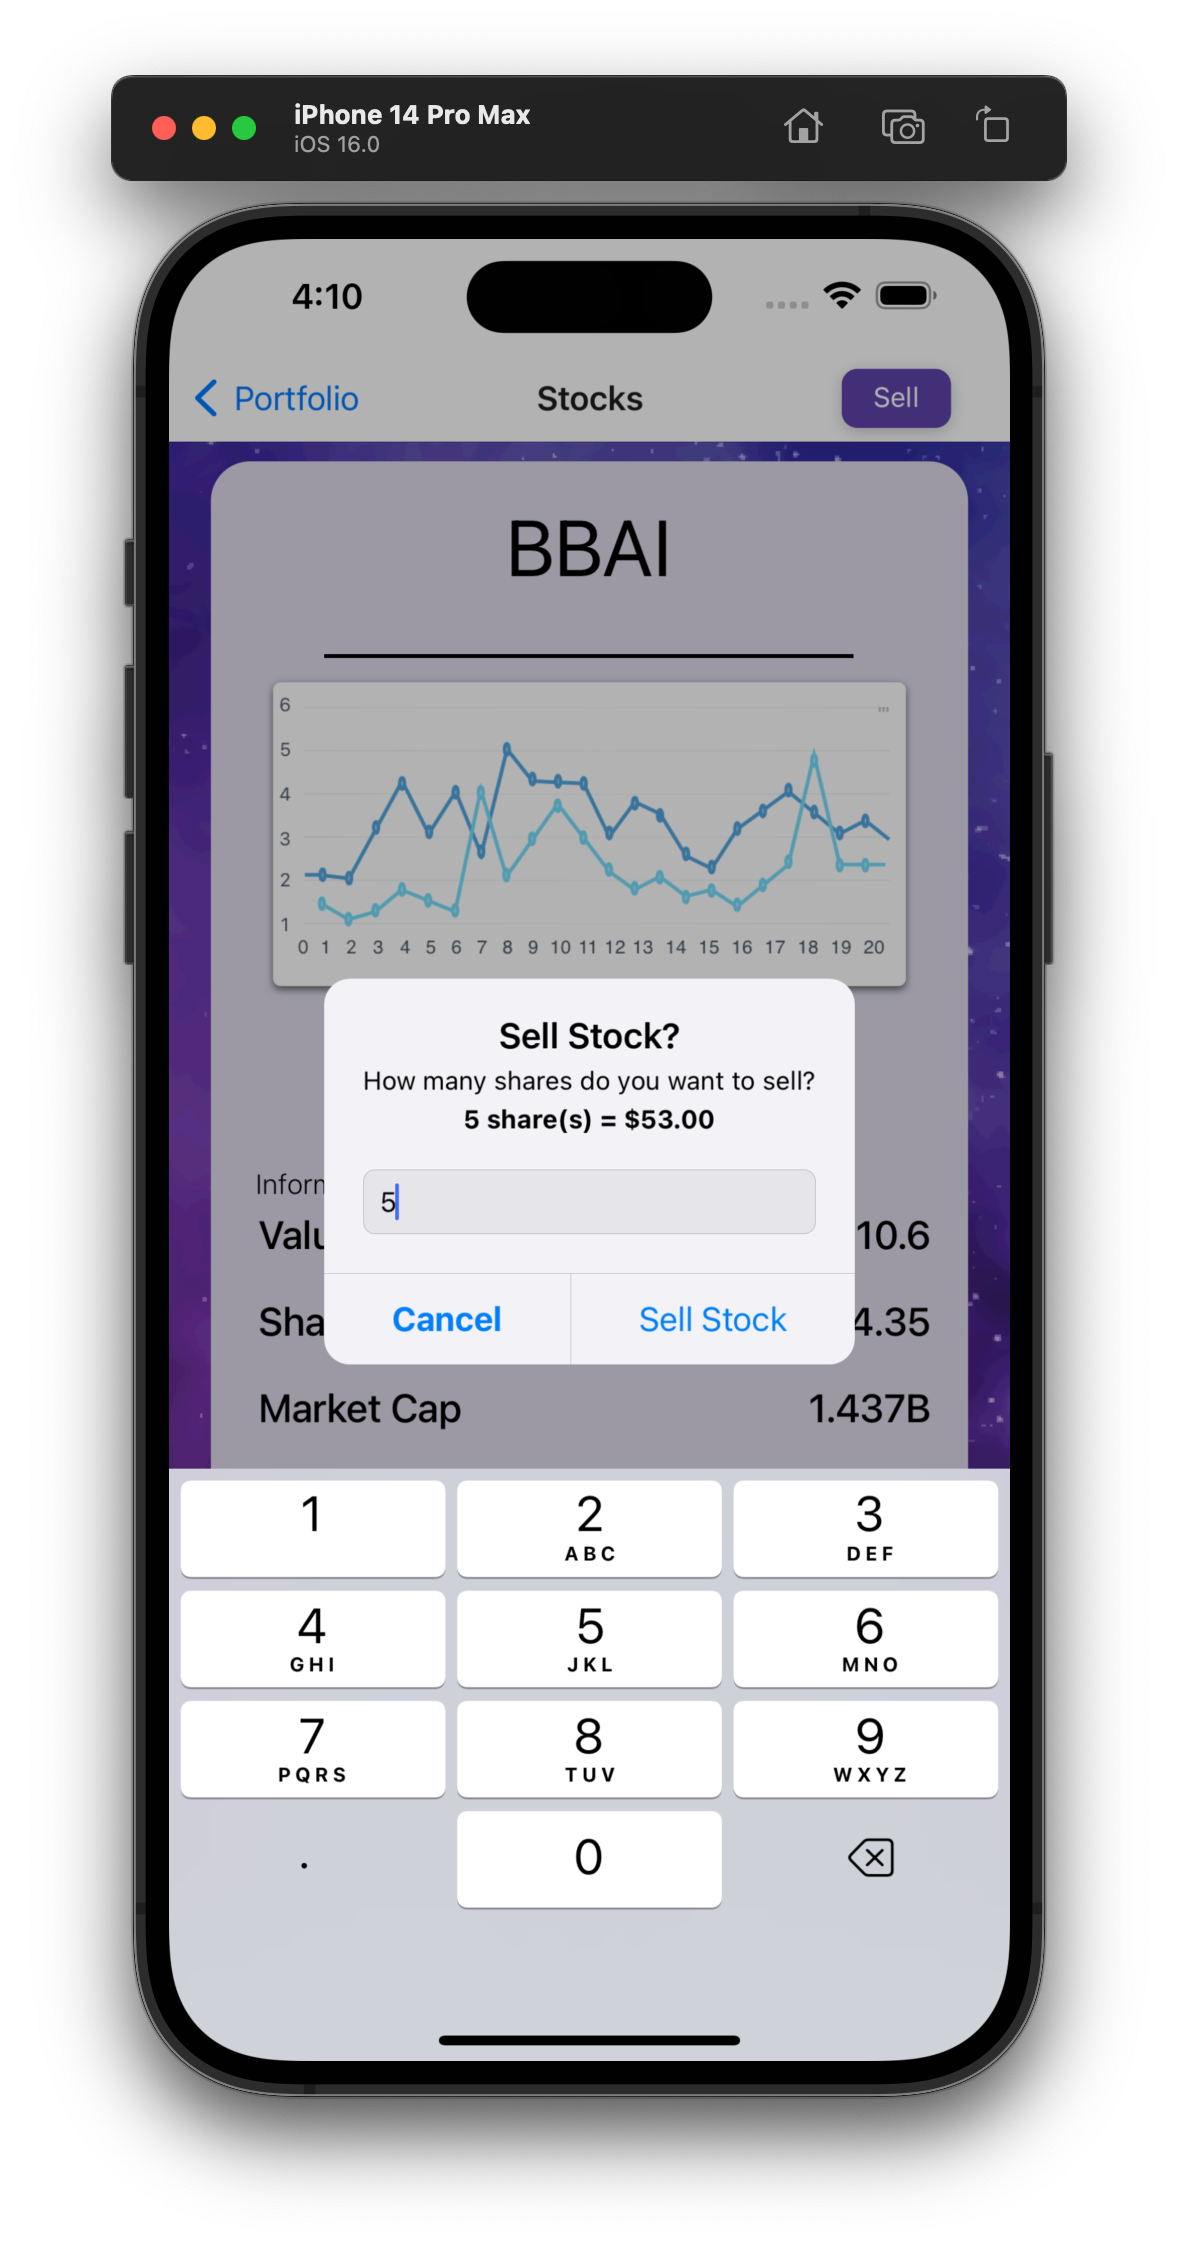 iPhone 14 Pro Max
iOS 16.0
4:10
Portfolio
Stocks
Sell
BBAI
6
5
4
3
2
1
0 1 2 3 4 5 6 7 8 9 10 11 12 13 14 15 16 17 18 19 20
Sell Stock?
How many shares do you want to sell?
5 share(s) = $53.00
5
Cancel
Sell Stock
Inforn
Valu 10.6
Sha 4.35
Market Cap 1.437B
1
2
ABC
3
DEF
4
GHI
5
JKL
6
MNO
7
PQRS
8
TUV
9
WXYZ
.
0